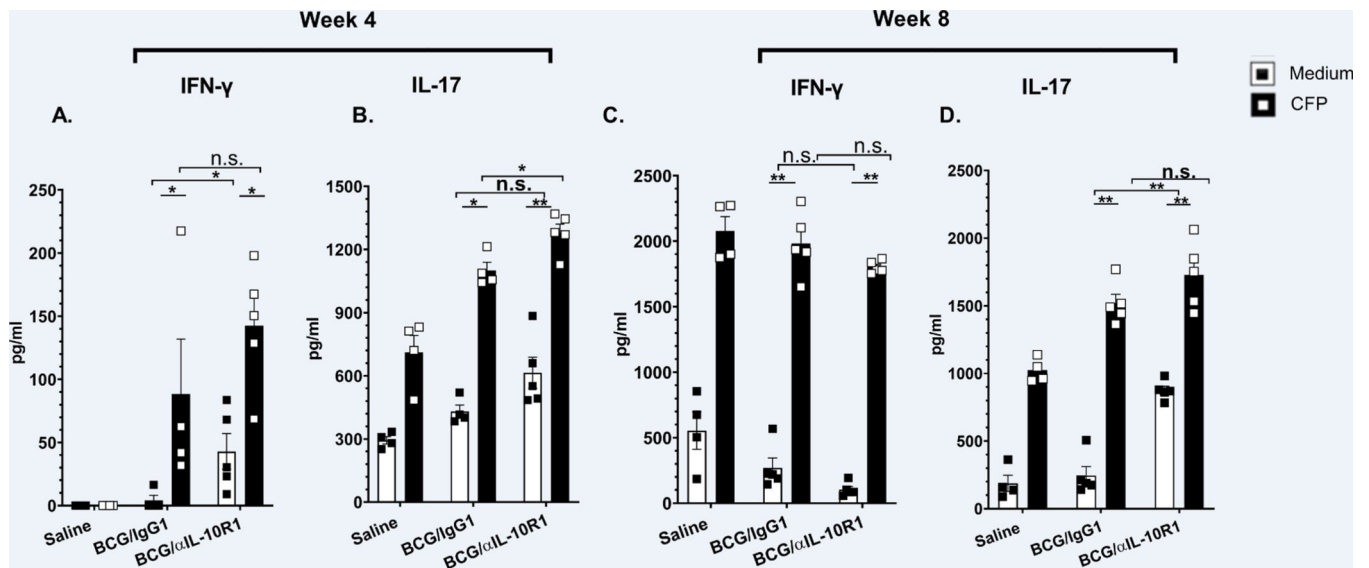 Week 4
Week 8
IFN-γ
IL-17
IFN-γ
IL-17
Medium
CFP
A.
B.
C.
D.
n.s.
*
*
*
250
200
150
100
50
0
pg/ml
Saline
BCG/IgG1
BCG/αIL-10R1
*
n.s.
*
**
1500
1200
900
600
300
0
pg/ml
Saline
BCG/IgG1
BCG/αIL-10R1
n.s.
n.s.
**
**
2500
2000
1500
1000
500
0
pg/ml
Saline
BCG/IgG1
BCG/αIL-10R1
n.s.
**
**
**
2500
2000
1500
1000
500
0
pg/ml
Saline
BCG/IgG1
BCG/αIL-10R1